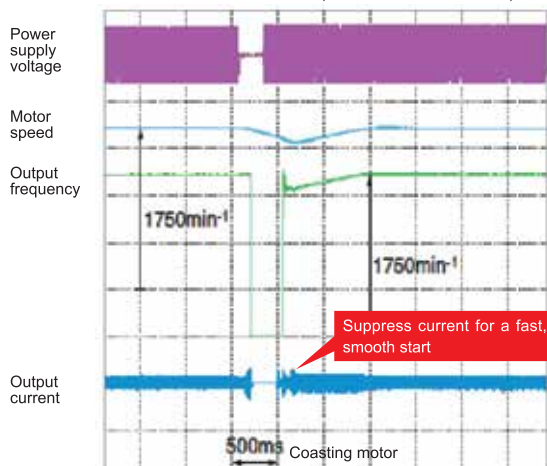 Power
supply
voltage
Motor
speed
Output
frequency
1750min-1
1750min-1
Suppress current for a fast,
smooth start
Output
current
500ms
Coasting motor